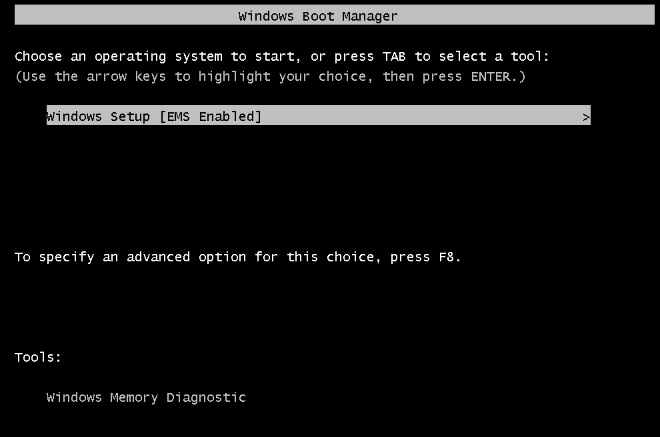 Windows Boot Manager
Choose an operating system to start, or press TAB to select a tool:
(Use the arrow keys to highlight your choice, then press ENTER.)
Windows Setup [EMS Enabled] >
To specify an advanced option for this choice, press F8.
Tools:
Windows Memory Diagnostic